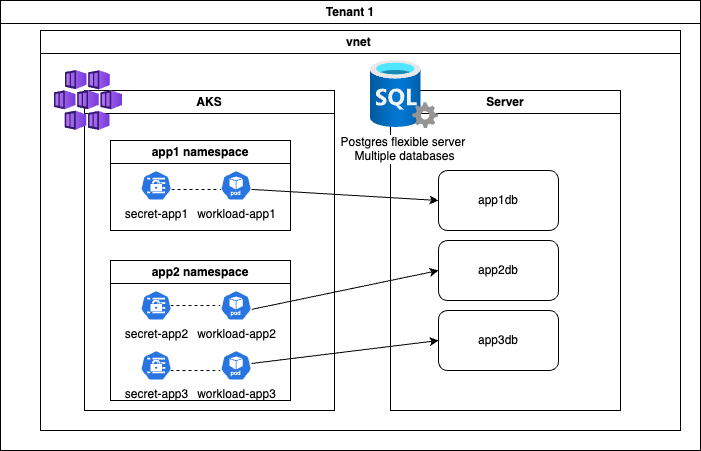 Tenant 1
vnet
AKS
SQL
Server
Postgres flexible server
Multiple databases
app1 namespace
secret-app1
pod
workload-app1
app1db
app2 namespace
secret-app2
pod
workload-app2
app2db
secret-app3
pod
workload-app3
app3db